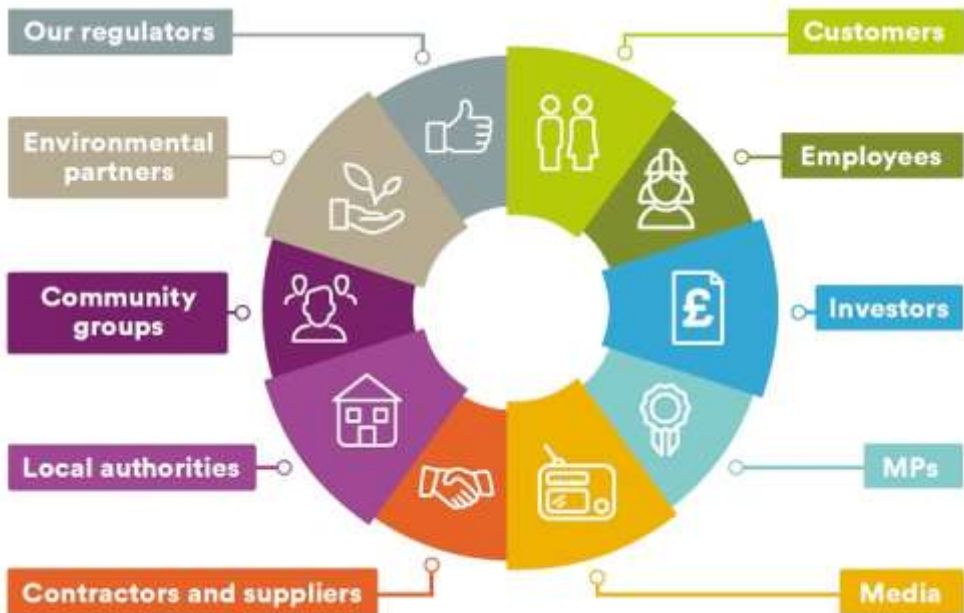 Our regulators
Customers
Environmental
partners
Employees
£
Community
groups
Investors
Local authorities
MPs
Contractors and suppliers
Media